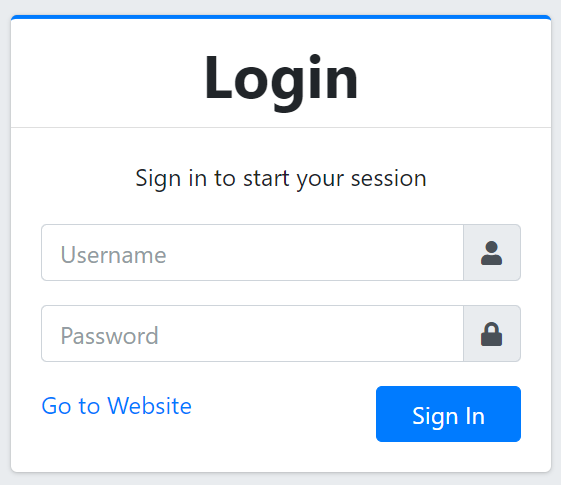 Login
Sign in to start your session
Username
Password
Go to Website
Sign In